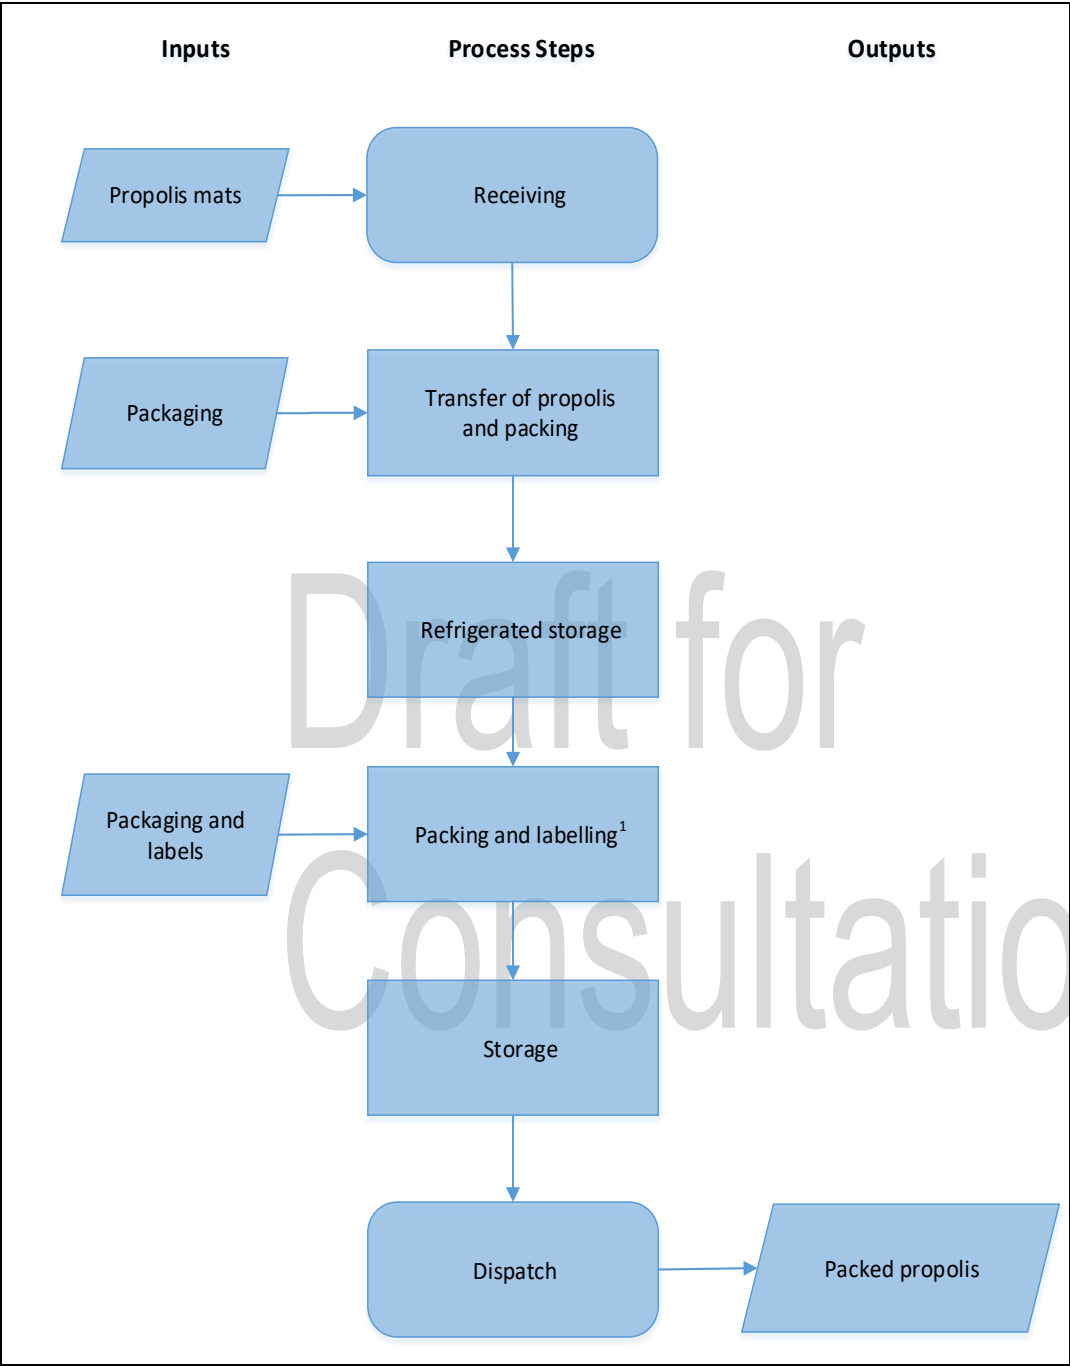 Inputs
Process Steps
Outputs
Propolis mats
Receiving
Packaging
Transfer of propolis
and packing
Refrigerated storage
Packaging and
labels
Packing and labelling1
Storage
Dispatch
Packed propolis
Draft for
Consultatio